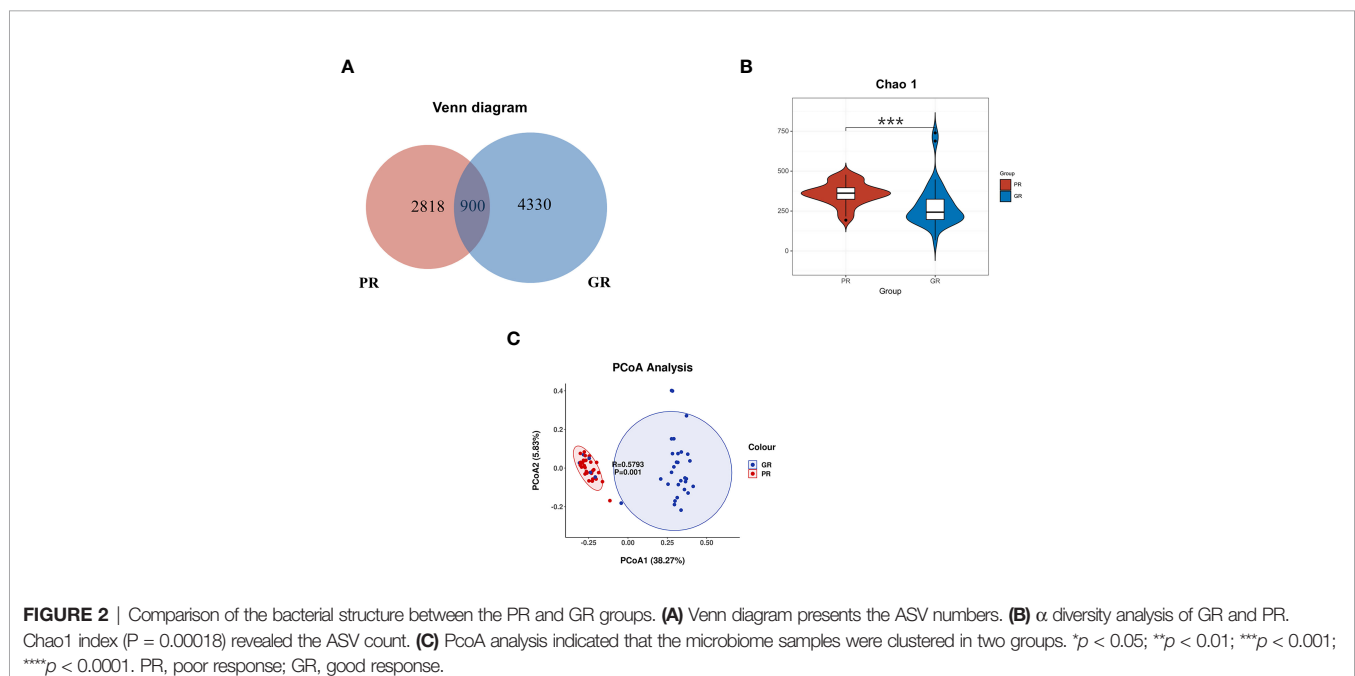 A
Venn diagram
2818
900
4330
PR
GR
B
Chao 1
***
750
500
250
0
PR
GR
Group
Group
PR
GR
C
PCoA Analysis
0.4
0.2
0.0
-0.2
PCoA2 (5.83%)
R=0.5793
P=0.001
-0.25
0.00
0.25
0.50
PCoA1 (38.27%)
Colour
GR
PR
FIGURE 2 | Comparison of the bacterial structure between the PR and GR groups. (A) Venn diagram presents the ASV numbers. (B) α diversity analysis of GR and PR.
Chao1 index (P = 0.00018) revealed the ASV count. (C) PcoA analysis indicated that the microbiome samples were clustered in two groups. *p < 0.05; **p < 0.01; ***p < 0.001;
****p < 0.0001. PR, poor response; GR, good response.